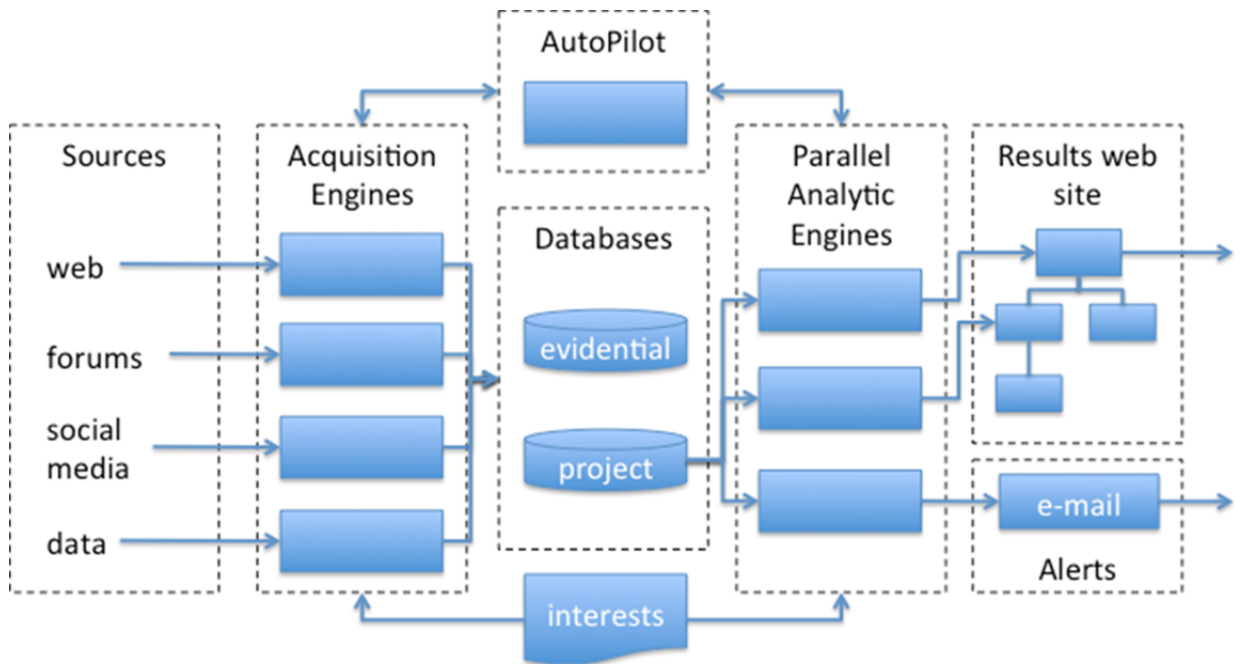 AutoPilot
Sources
web
forums
social
media
data
Acquisition
Engines
Databases
evidential
project
interests
Parallel
Analytic
Engines
Results web
site
e-mail
Alerts